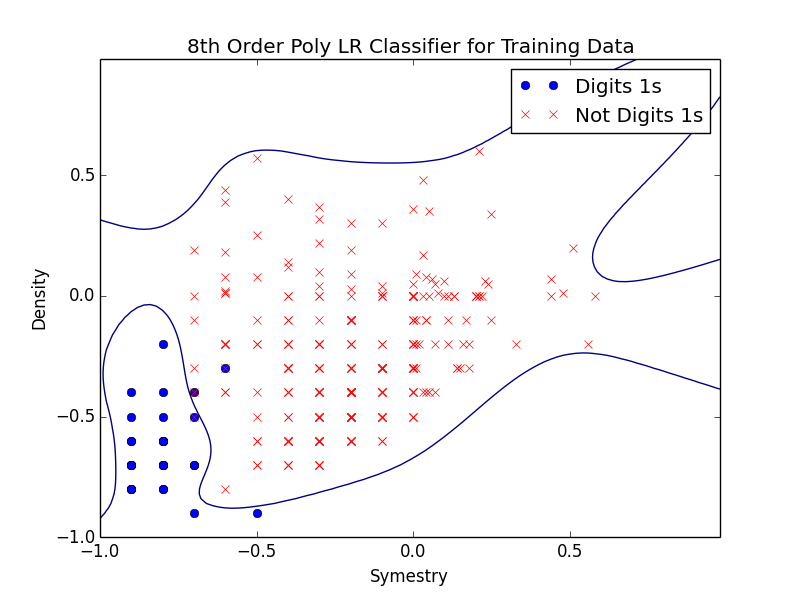 8th Order Poly LR Classifier for Training Data
Digits 1s
Not Digits 1s
0.5
0.0
−0.5
−1.0
Density
−1.0
−0.5
0.0
0.5
Symestry